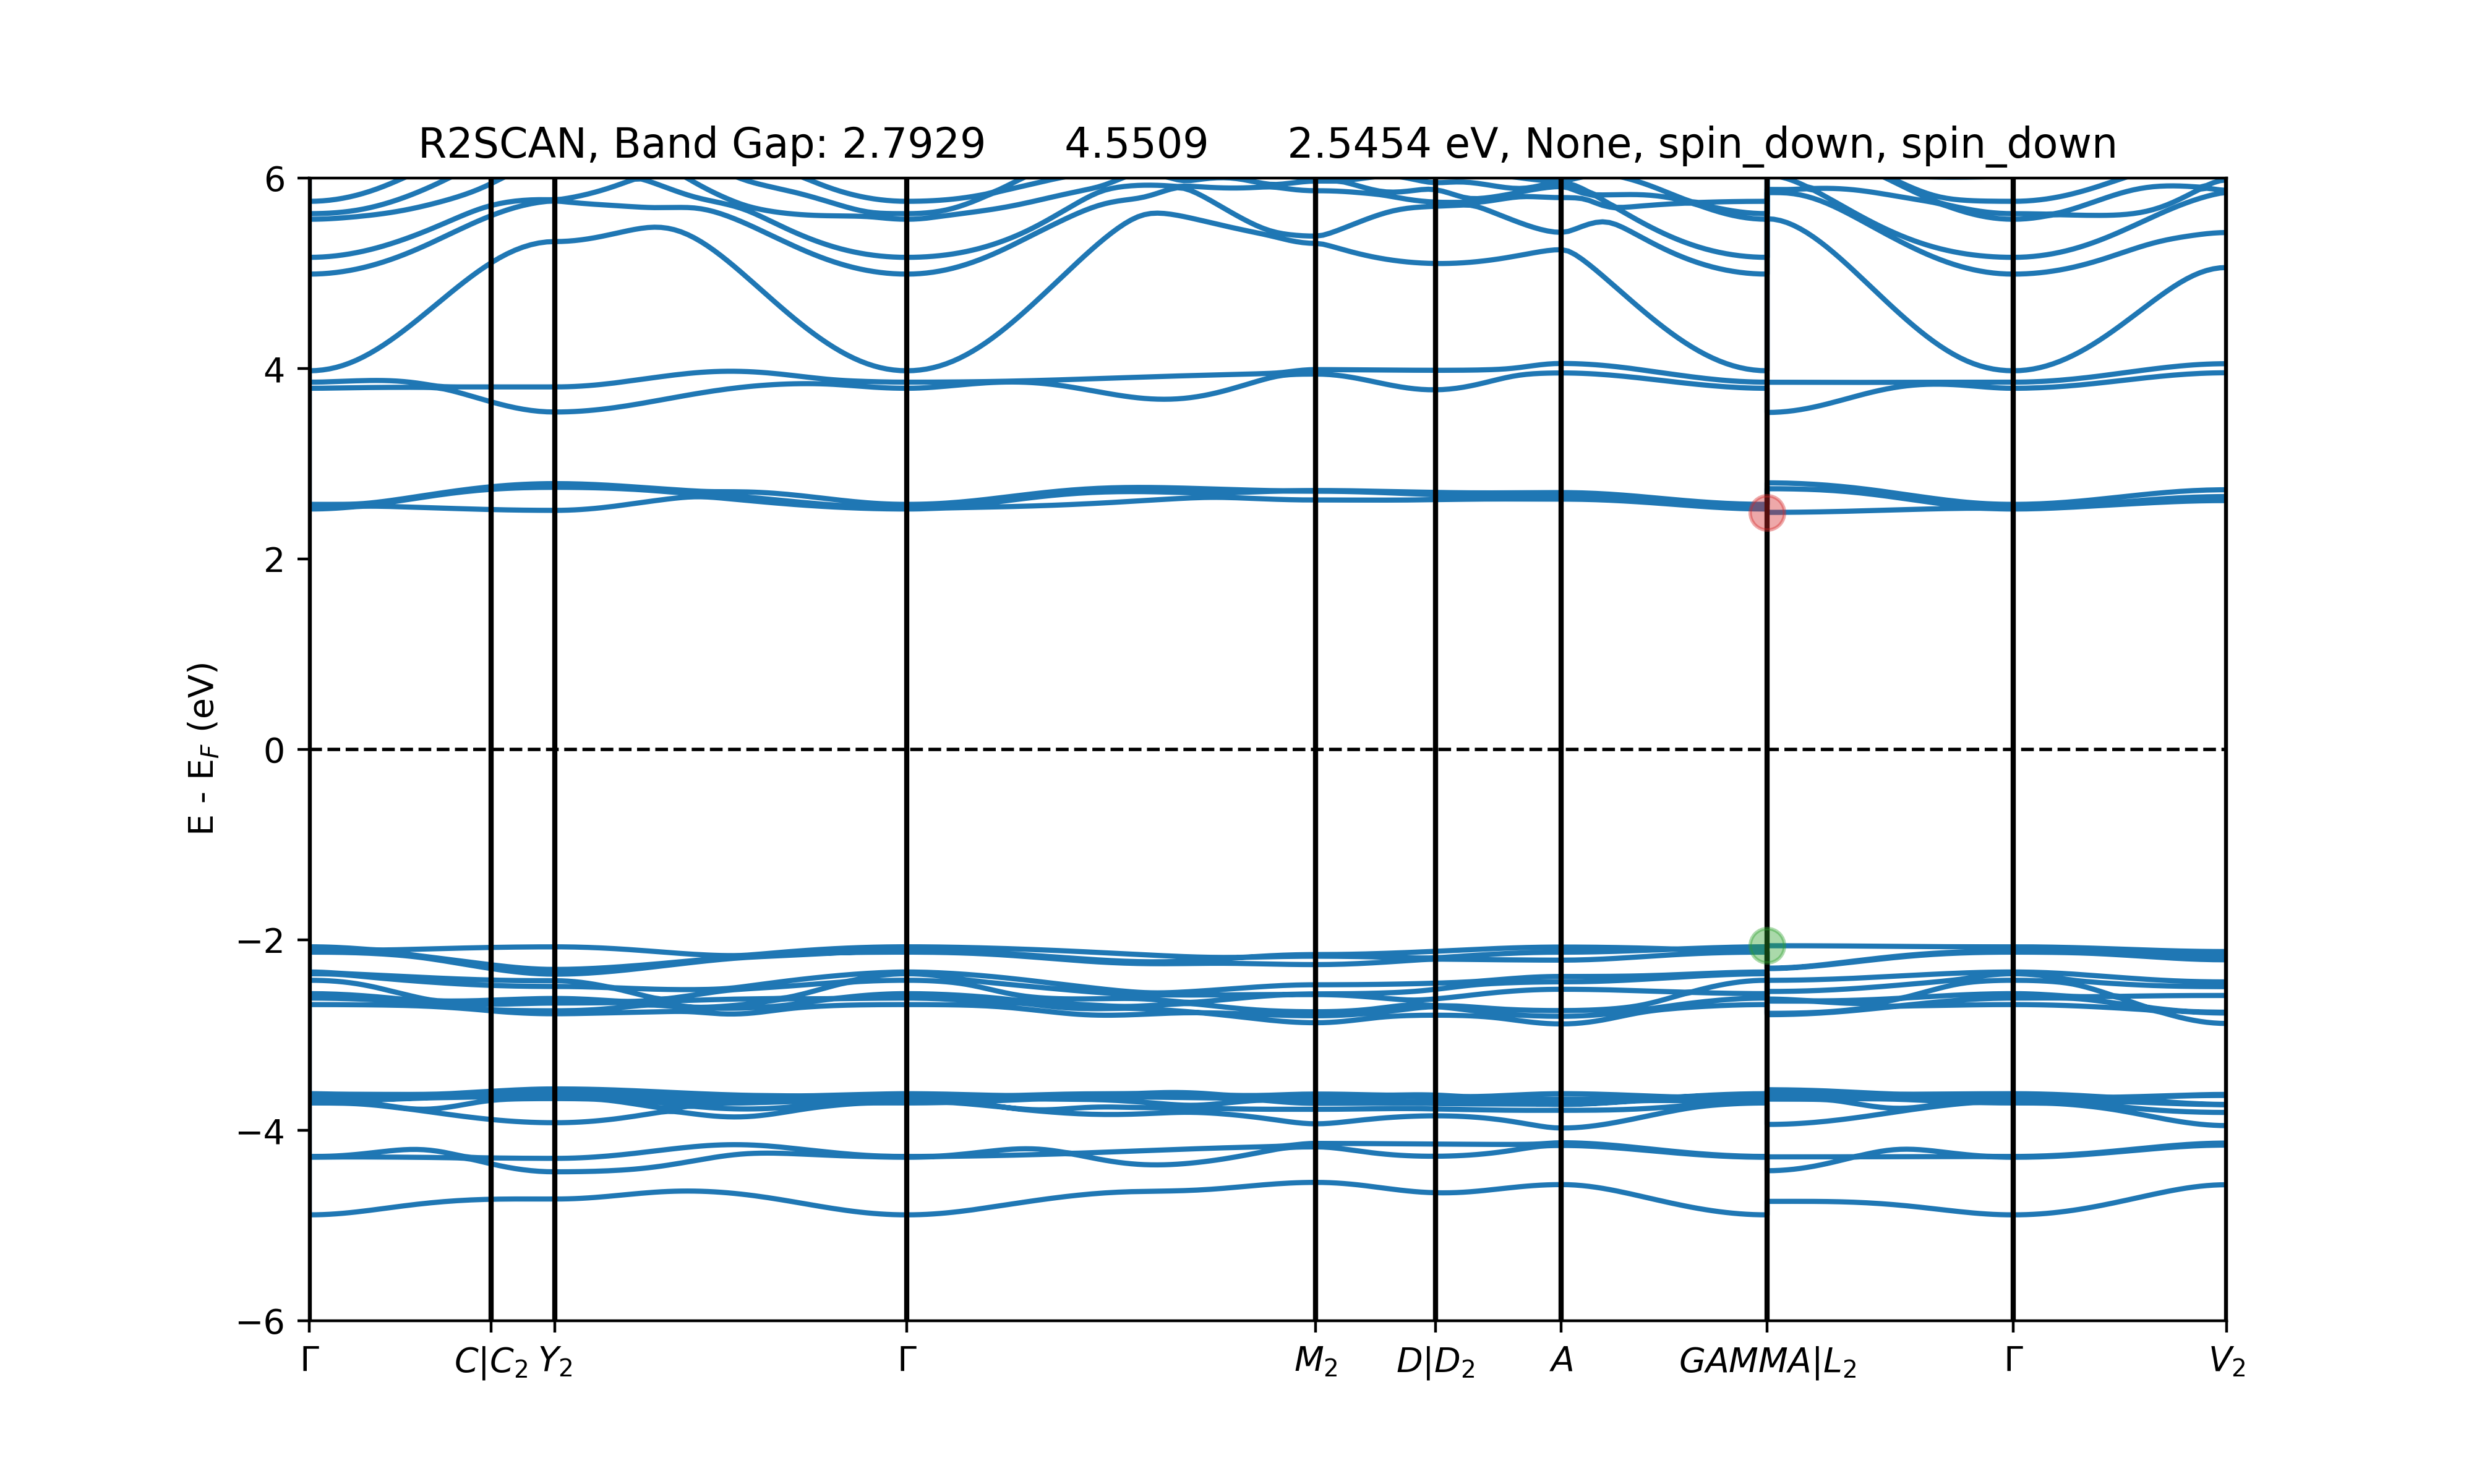 R2SCAN, Band Gap: 2.7929 4.5509 2.5454 eV, None, spin_down, spin_down
6
4
2
0
−2
−4
−6
E - E_F (eV)
Γ C|C₂ Y₂ Γ M₂ D|D₂ A GAMMA|L₂ Γ V₂